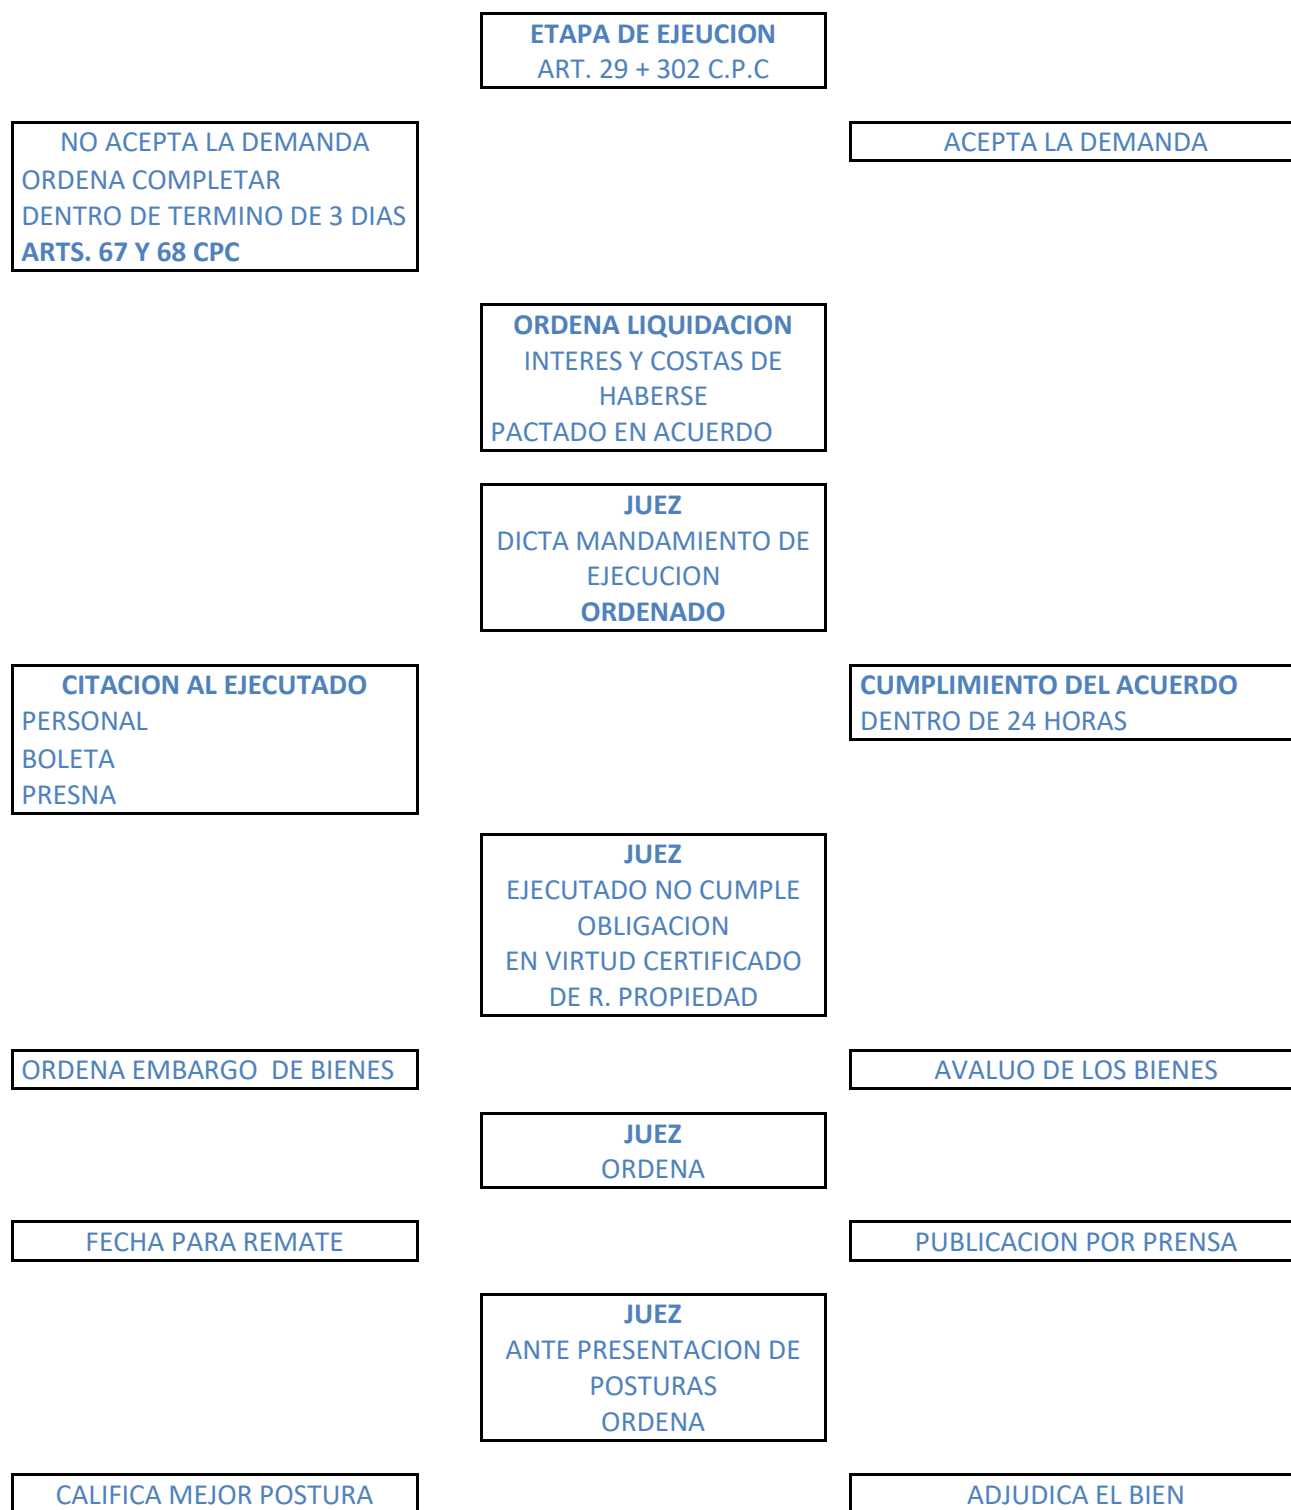 ETAPA DE EJEUCION
ART. 29 + 302 C.P.C
NO ACEPTA LA DEMANDA
ORDENA COMPLETAR
DENTRO DE TERMINO DE 3 DIAS
ARTS. 67 Y 68 CPC
ACEPTA LA DEMANDA
ORDENA LIQUIDACION
INTERES Y COSTAS DE
HABERSE
PACTADO EN ACUERDO
JUEZ
DICTA MANDAMIENTO DE
EJECUCION
ORDENADO
CITACION AL EJECUTADO
PERSONAL
BOLETA
PRESNA
CUMPLIMIENTO DEL ACUERDO
DENTRO DE 24 HORAS
JUEZ
EJECUTADO NO CUMPLE
OBLIGACION
EN VIRTUD CERTIFICADO
DE R. PROPIEDAD
ORDENA EMBARGO  DE BIENES
AVALUO DE LOS BIENES
JUEZ
ORDENA
FECHA PARA REMATE
PUBLICACION POR PRENSA
JUEZ
ANTE PRESENTACION DE
POSTURAS
ORDENA
CALIFICA MEJOR POSTURA
ADJUDICA EL BIEN